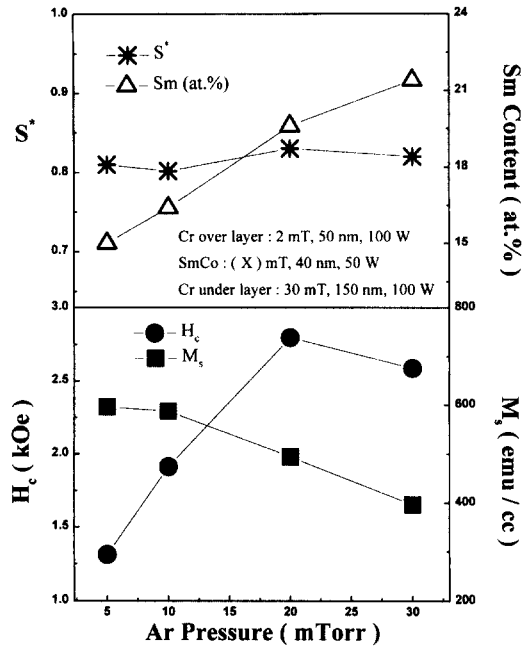 1.0
24
S*
Sm (at.%)
0.9
21
S*
Sm Content ( at.% )
0.8
18
0.7
15
Cr over layer : 2 mT, 50 nm, 100 W
SmCo : ( X ) mT, 40 nm, 50 W
Cr under layer : 30 mT, 150 nm, 100 W
3.0
800
Hc
Ms
2.5
600
Hc ( kOe )
Ms ( emu / cc )
2.0
400
1.5
1.0
200
5 10 20 30
Ar Pressure ( mTorr )